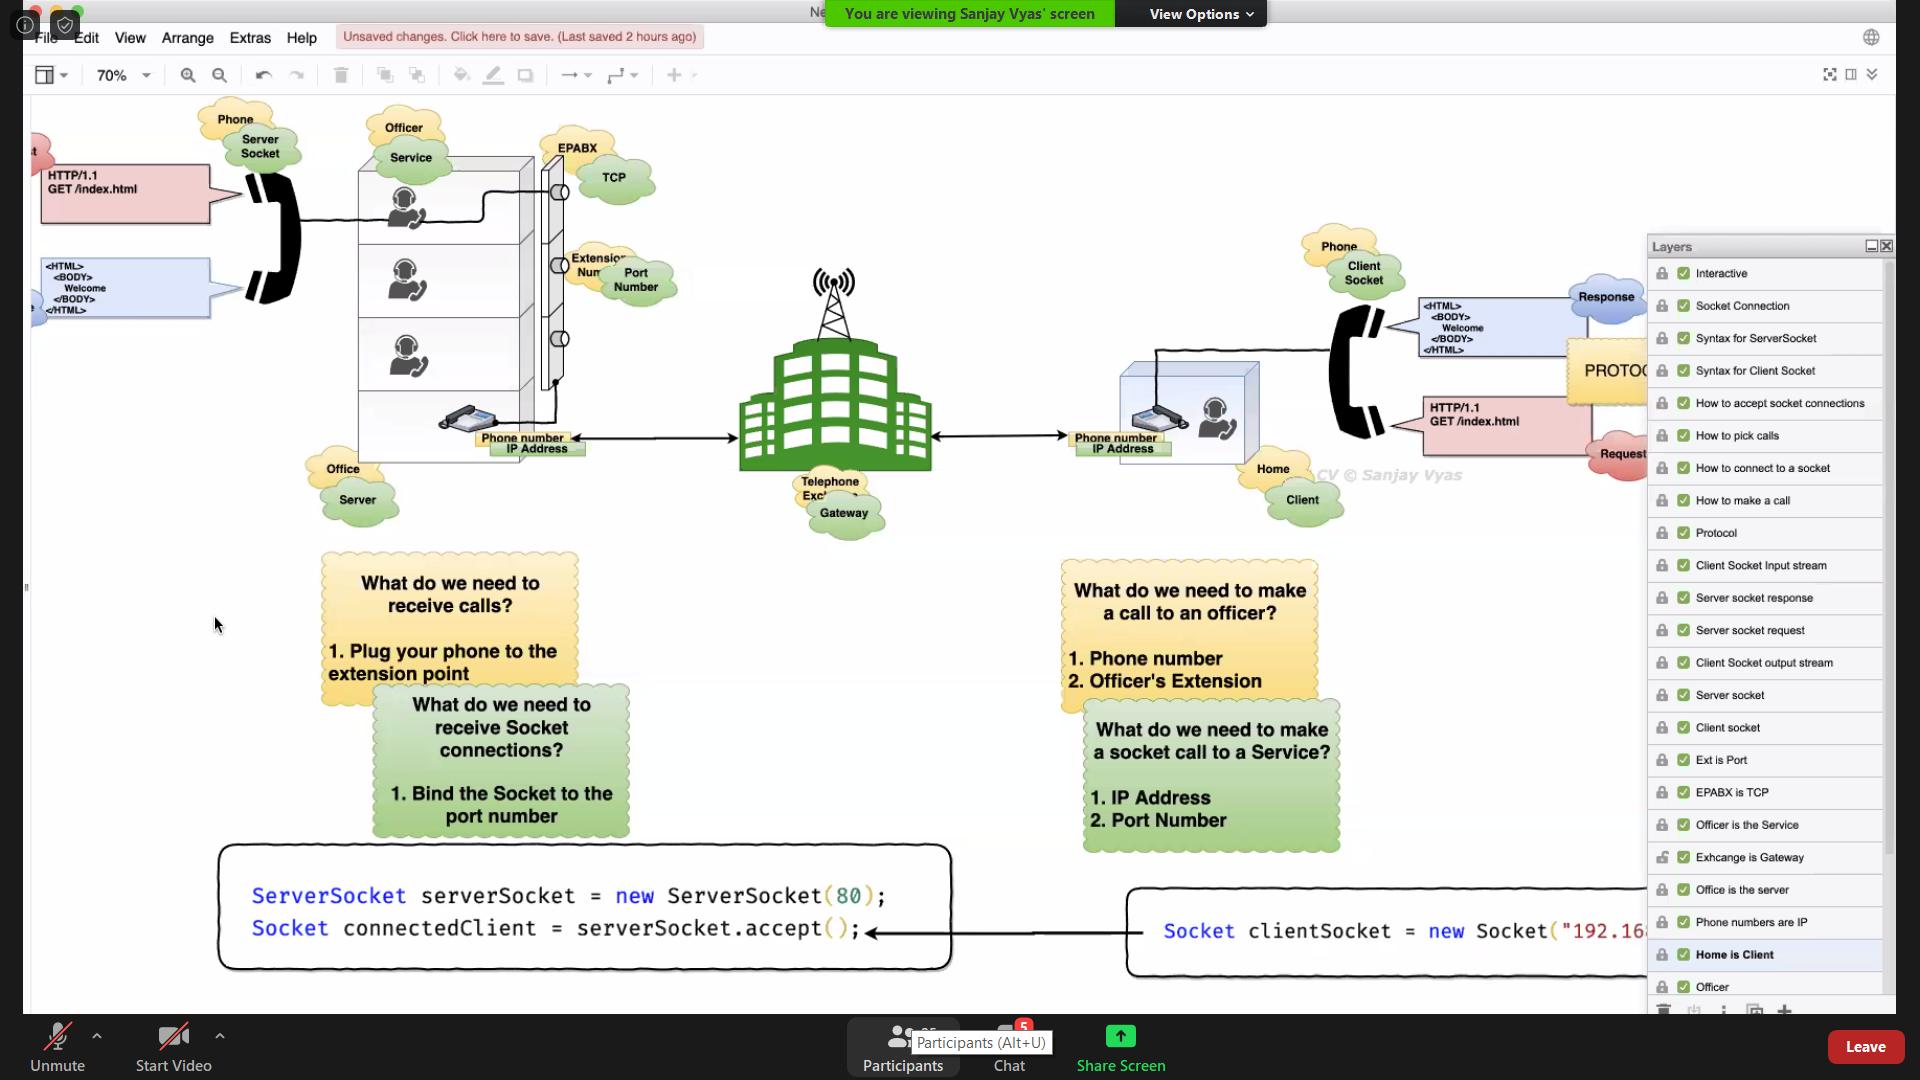 You are viewing Sanjay Vyas' screen
View Options
File Edit View Arrange Extras Help
Unsaved changes. Click here to save. (Last saved 2 hours ago)
70%
Phone
Server
Socket
Officer
Service
EPABX
TCP
HTTP/1.1
GET /index.html
<HTML>
<BODY>
Welcome
</BODY>
</HTML>
Extension
Port
Number
Phone number
IP Address
Office
Server
Telephone
Gateway
Phone number
IP Address
Home
Client
CV © Sanjay Vyas
Phone
Client
Socket
<HTML>
<BODY>
Welcome
</BODY>
</HTML>
Response
HTTP/1.1
GET /index.html
Request
What do we need to
receive calls?
1. Plug your phone to the
extension point
What do we need to
receive Socket
connections?
1. Bind the Socket to the
port number
What do we need to make
a call to an officer?
1. Phone number
2. Officer's Extension
What do we need to make
a socket call to a Service?
1. IP Address
2. Port Number
ServerSocket serverSocket = new ServerSocket(80);
Socket connectedClient = serverSocket.accept();
Socket clientSocket = new Socket("192.16
Layers
Interactive
Socket Connection
Syntax for ServerSocket
Syntax for Client Socket
How to accept socket connections
How to pick calls
How to connect to a socket
How to make a call
Protocol
Client Socket Input stream
Server socket response
Server socket request
Client Socket output stream
Server socket
Client socket
Ext is Port
EPABX is TCP
Officer is the Service
Exhcange is Gateway
Office is the server
Phone numbers are IP
Home is Client
Officer
Unmute
Start Video
Participants
Participants (Alt+U)
5
Chat
Share Screen
Leave